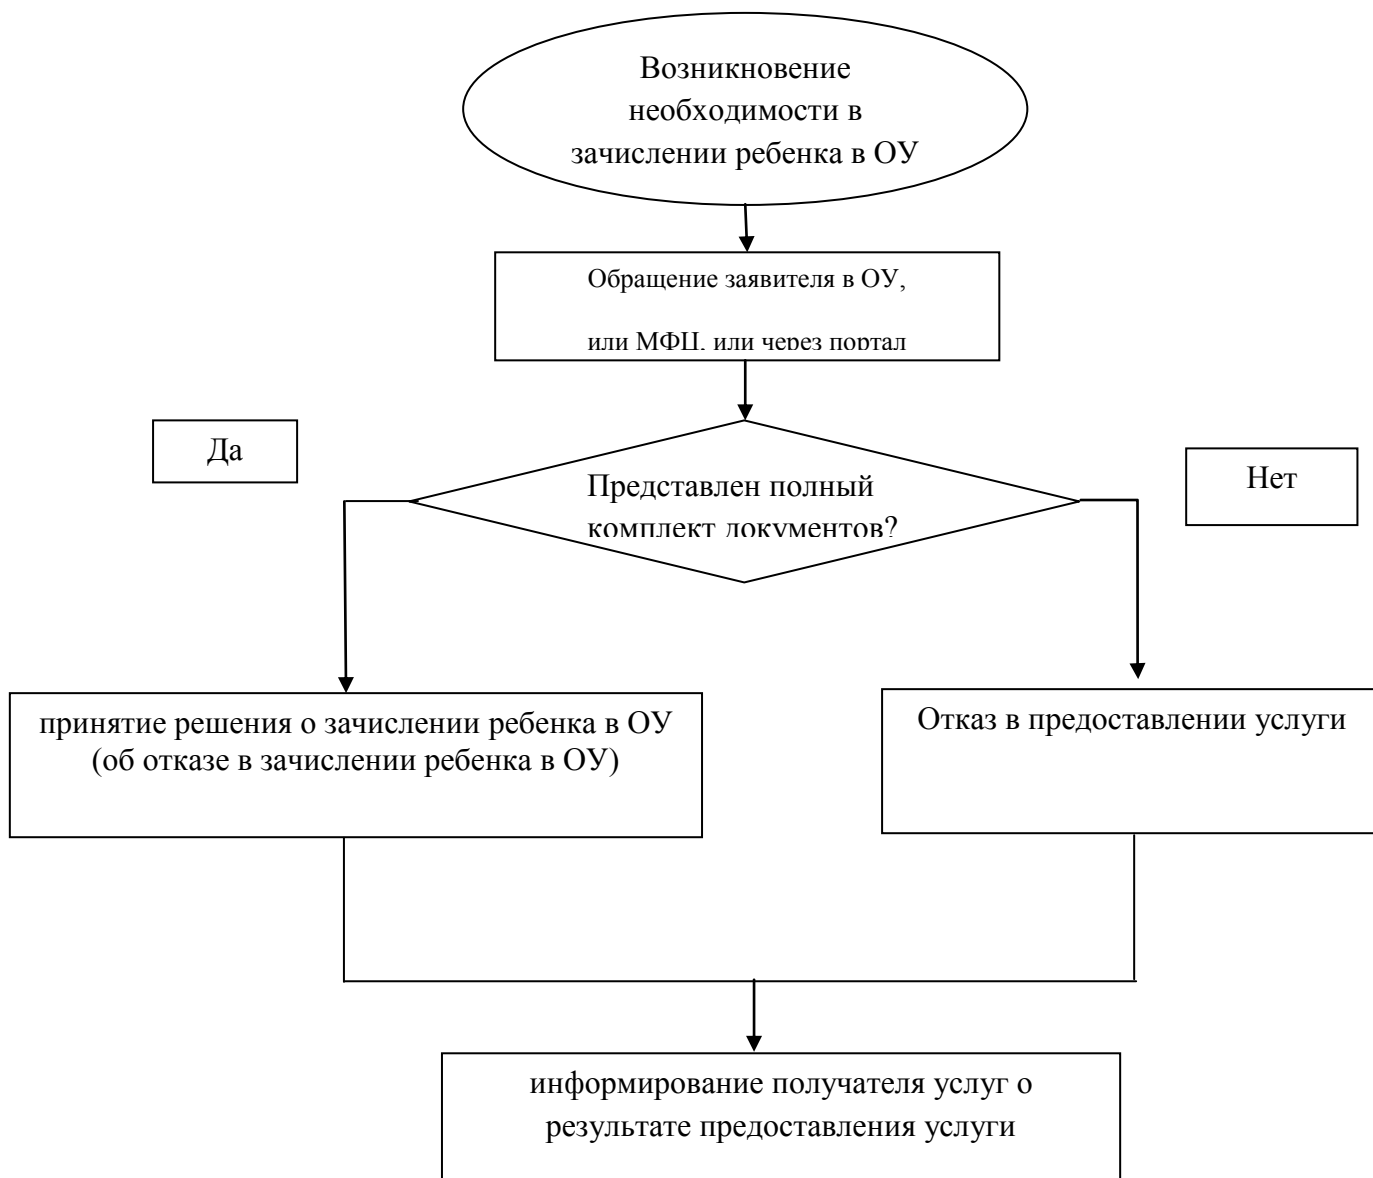 Возникновение
необходимости в
зачислении ребенка в ОУ
Обращение заявителя в ОУ,
или МФЦ, или через портал
Да
Нет
Представлен полный
комплект документов?
принятие решения о зачислении ребенка в ОУ
(об отказе в зачислении ребенка в ОУ)
Отказ в предоставлении услуги
информирование получателя услуг о
результате предоставления услуги